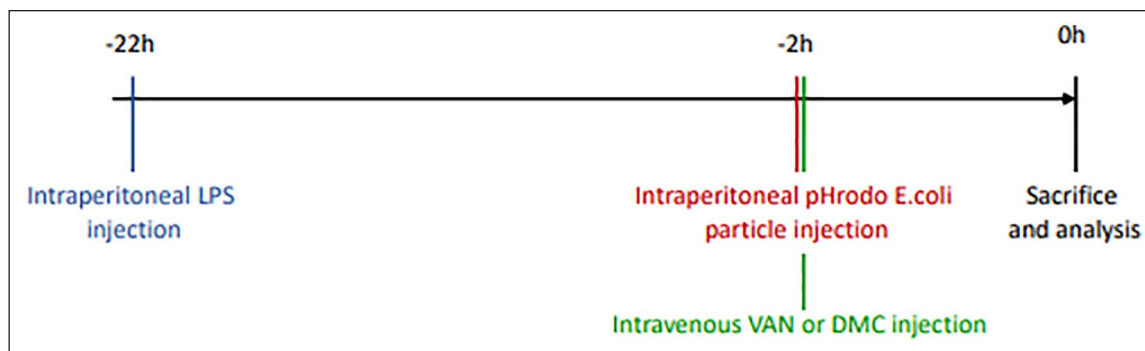 -22h
-2h
0h
Intraperitoneal LPS
injection
Intraperitoneal pHrodo E.coli
particle injection
Sacrifice
and analysis
Intravenous VAN or DMC injection